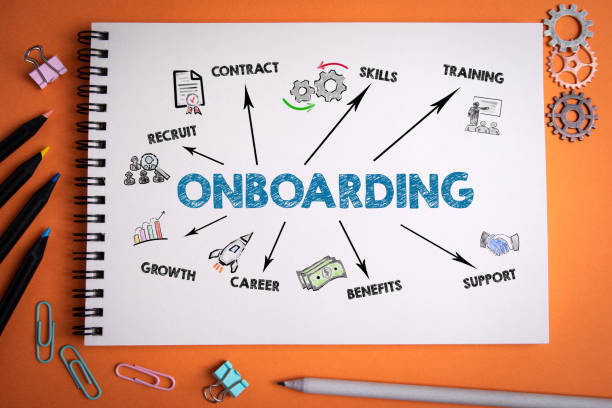 CONTRACT
SKILLS
TRAINING
RECRUIT
ONBOARDING
GROWTH
CAREER
BENEFITS
SUPPORT